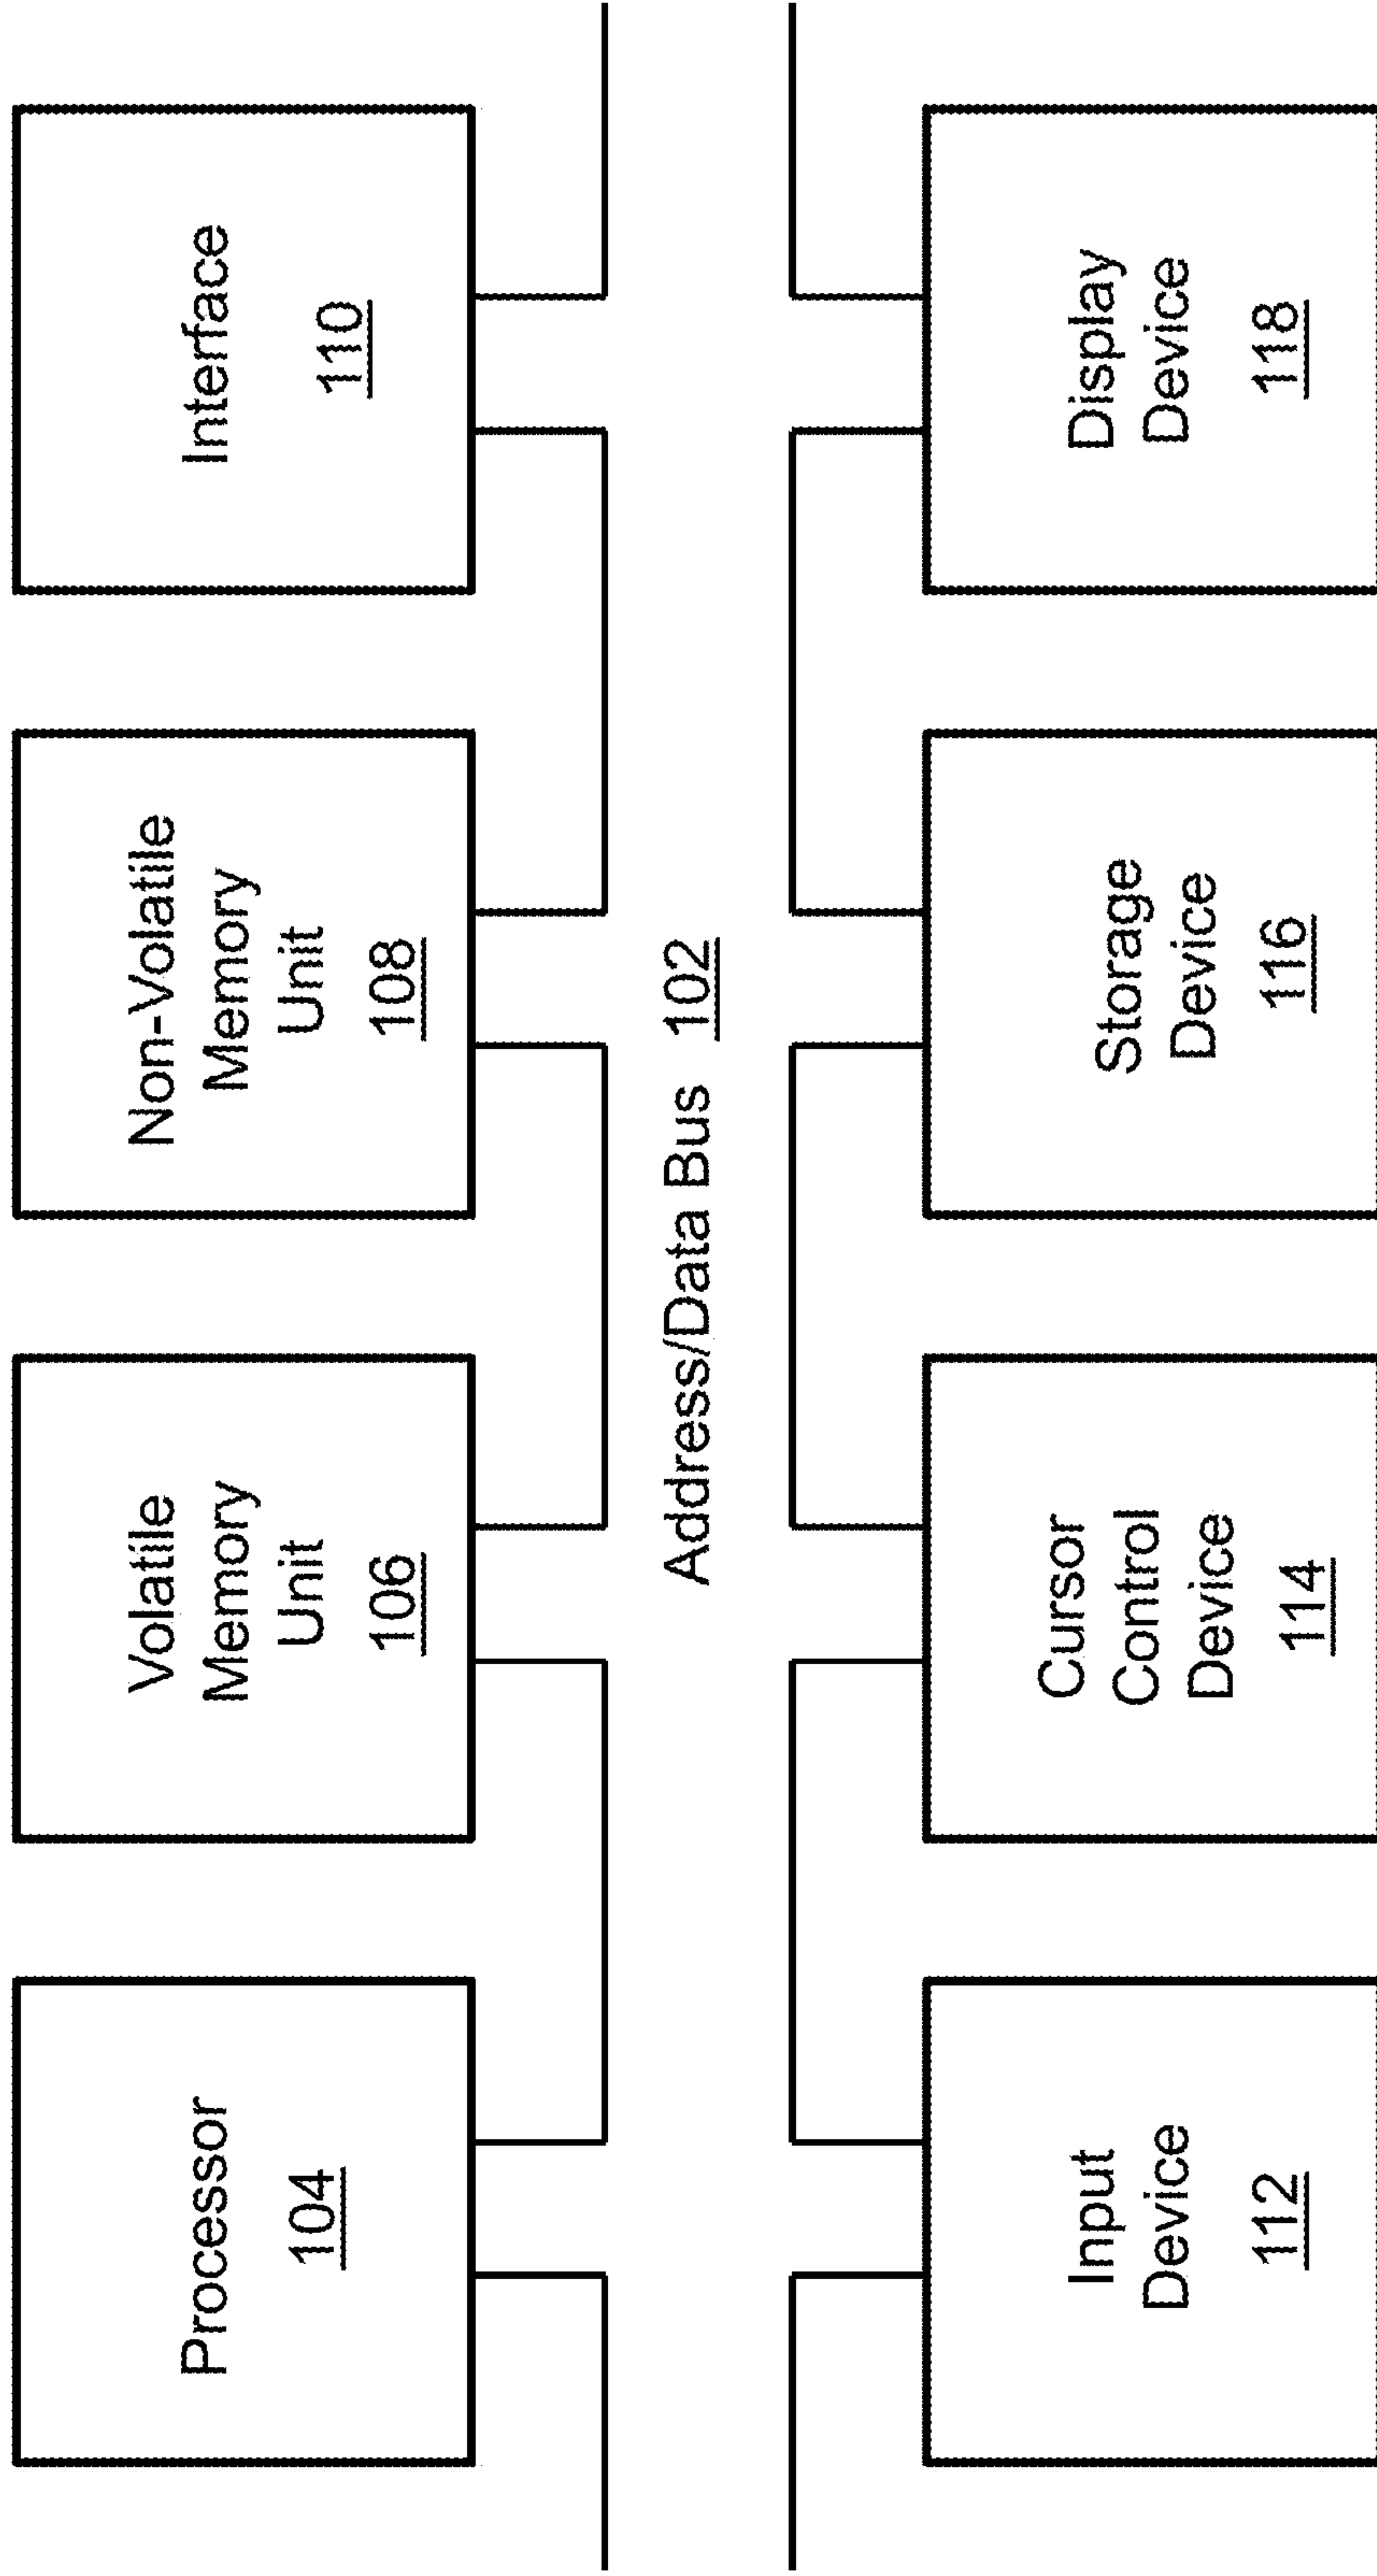 Processor
104
Volatile
Memory
Unit
106
Non-Volatile
Memory
Unit
108
Interface
110
Address/Data Bus 102
Input
Device
112
Cursor
Control
Device
114
Storage
Device
116
Display
Device
118